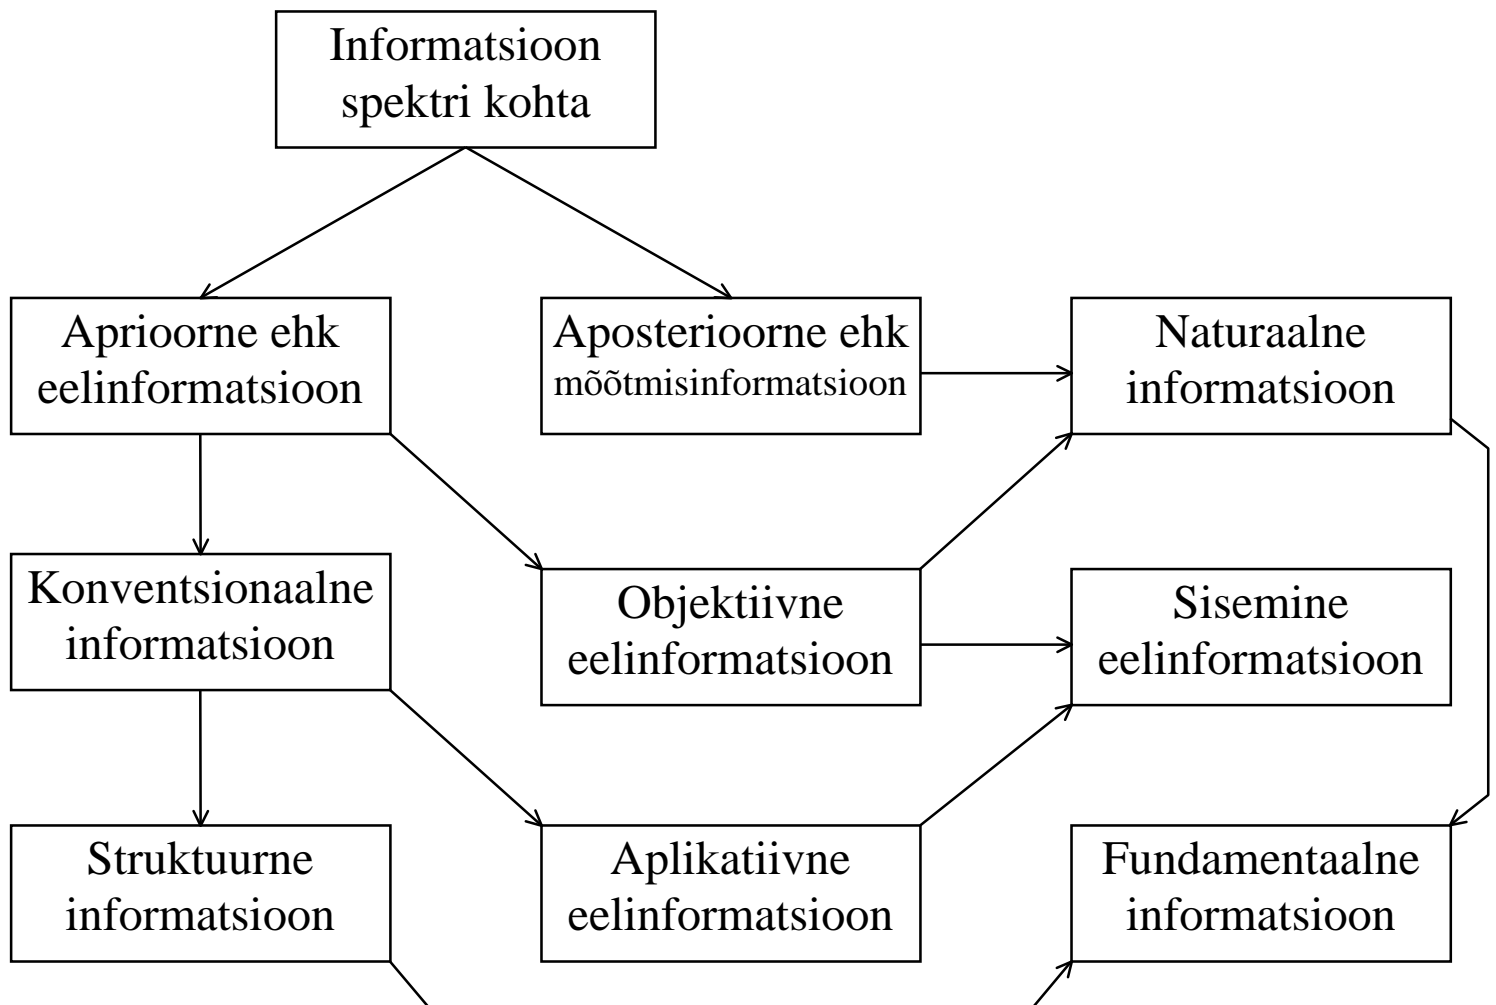 Informatsioon
spektri kohta
Aprioorne ehk
eelinformatsioon
Aposterioorne ehk
mõõtmisinformatsioon
Naturaalne
informatsioon
Konventsionaalne
informatsioon
Objektiivne
eelinformatsioon
Sisemine
eelinformatsioon
Struktuurne
informatsioon
Aplikatiivne
eelinformatsioon
Fundamentaalne
informatsioon